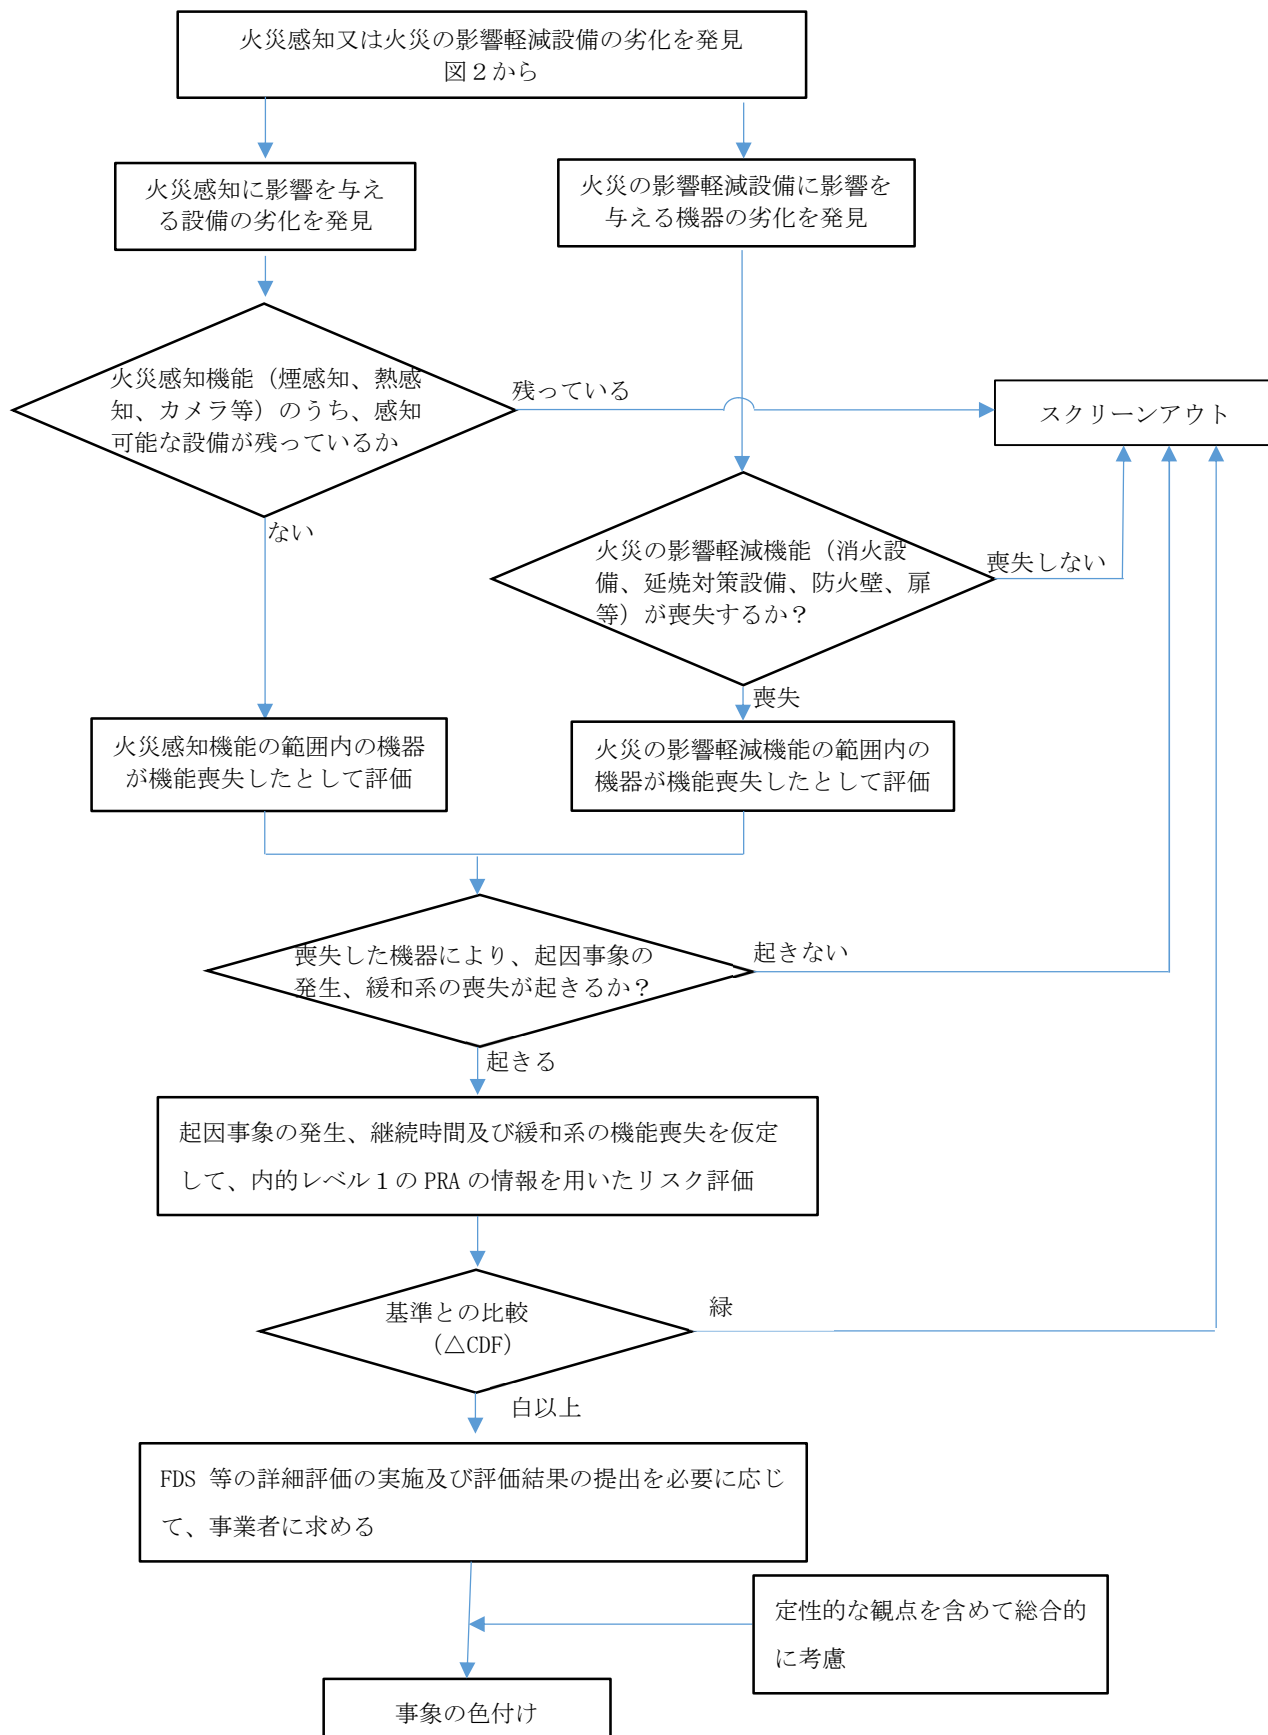 火災感知又は火災の影響軽減設備の劣化を発見
図２から
火災感知に影響を与え
る設備の劣化を発見
火災の影響軽減設備に影響を
与える機器の劣化を発見
火災感知機能（煙感知、熱感
知、カメラ等）のうち、感知
可能な設備が残っているか
残っている
スクリーンアウト
ない
火災の影響軽減機能（消火設
備、延焼対策設備、防火壁、扉
等）が喪失するか？
喪失しない
喪失
火災感知機能の範囲内の機器
が機能喪失したとして評価
火災の影響軽減機能の範囲内の
機器が機能喪失したとして評価
喪失した機器により、起因事象の
発生、緩和系の喪失が起きるか？
起きない
起きる
起因事象の発生、継続時間及び緩和系の機能喪失を仮定
して、内的レベル１の PRA の情報を用いたリスク評価
基準との比較
（△CDF）
緑
白以上
FDS 等の詳細評価の実施及び評価結果の提出を必要に応じ
て、事業者に求める
定性的な観点を含めて総合的
に考慮
事象の色付け